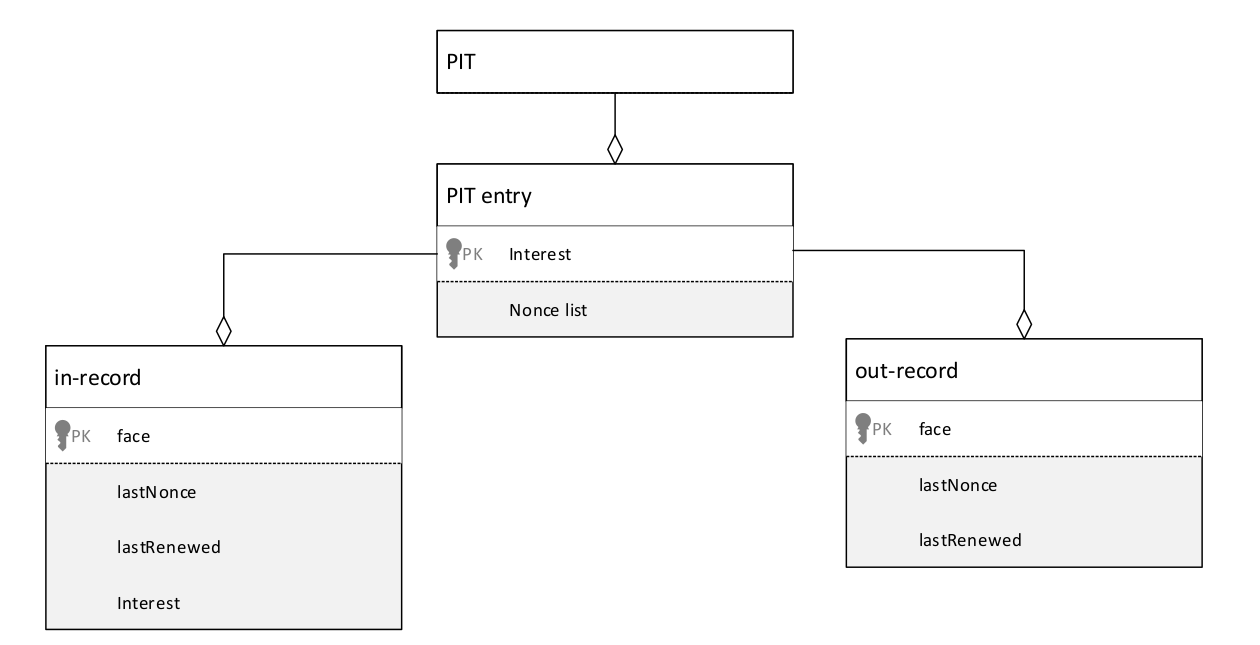 PIT
PIT entry
PK Interest
Nonce list
in-record
PK face
lastNonce
lastRenewed
Interest
out-record
PK face
lastNonce
lastRenewed